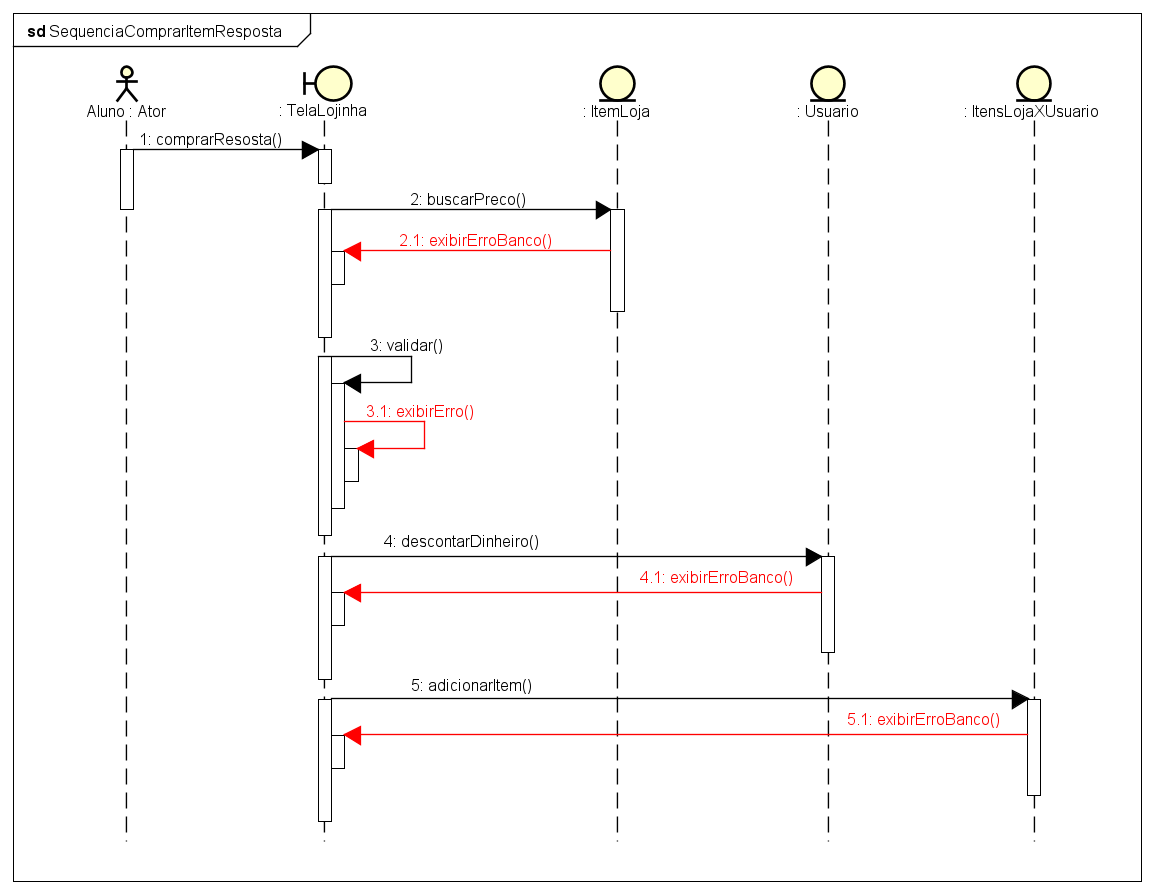 sd SequenciaComprarItemResposta
Aluno : Ator
: TelaLojinha
: ItemLoja
: Usuario
: ItensLojaXUsuario
1: comprarResosta()
2: buscarPreco()
2.1: exibirErroBanco()
3: validar()
3.1: exibirErro()
4: descontarDinheiro()
4.1: exibirErroBanco()
5: adicionarItem()
5.1: exibirErroBanco()